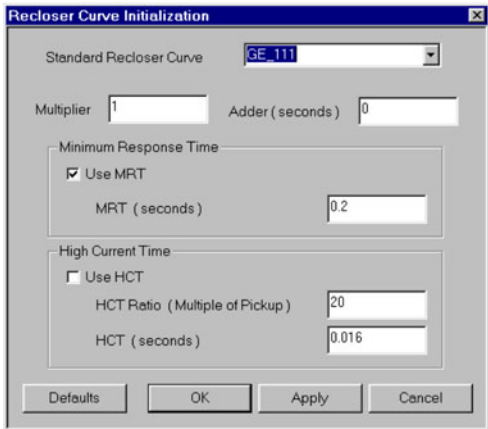 Recloser Curve Initialization
Standard Recloser Curve GE_111
Multiplier 1 Adder ( seconds ) 0
Minimum Response Time
Use MRT
MRT ( seconds ) 0.2
High Current Time
Use HCT
HCT Ratio ( Multiple of Pickup ) 20
HCT ( seconds ) 0.016
Defaults OK Apply Cancel